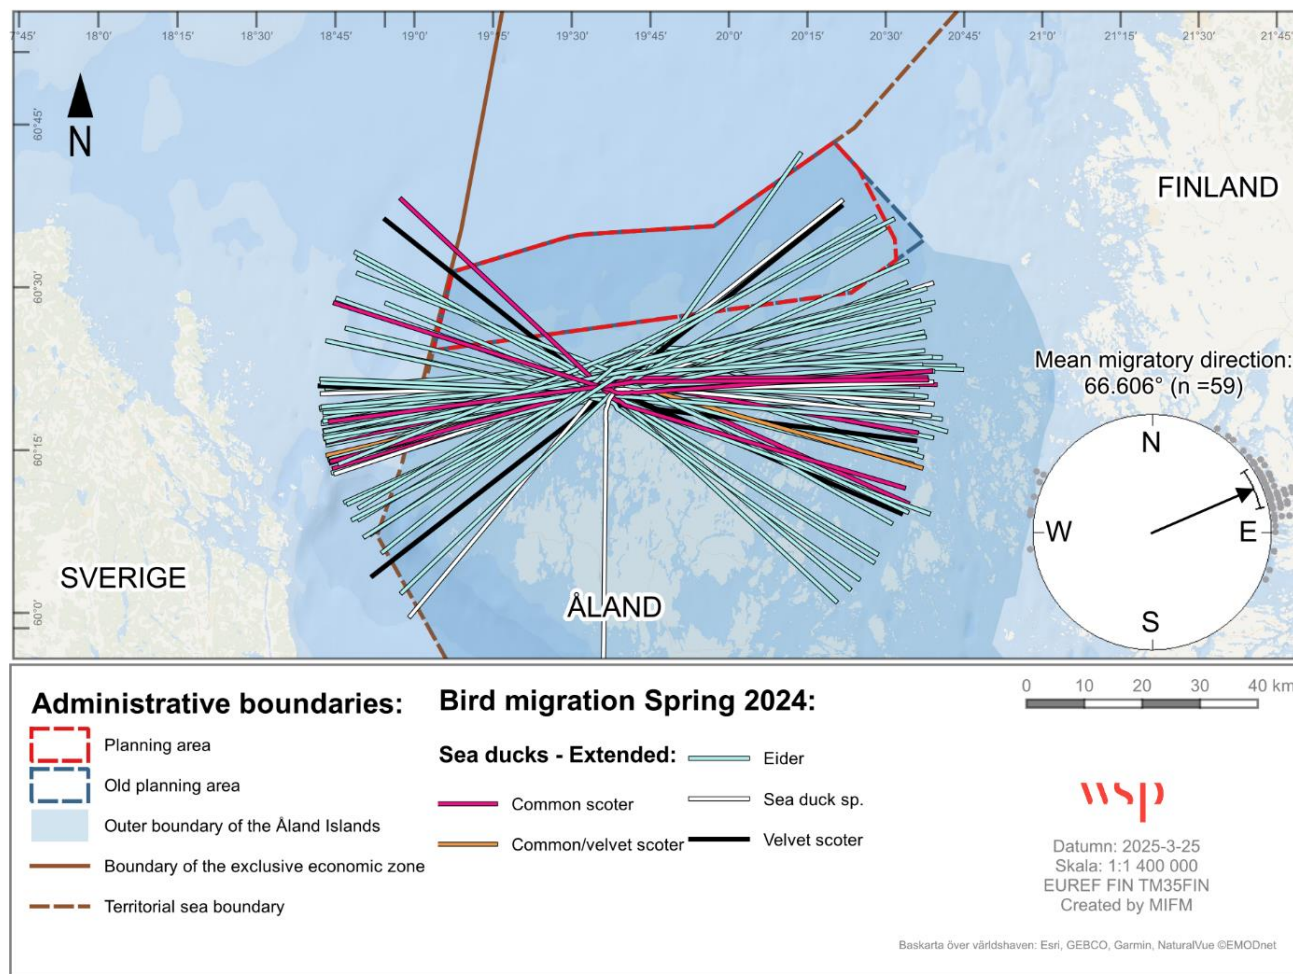 7°45' 18°0' 18°15' 18°30' 18°45' 19°0' 19°15' 19°30' 19°45' 20°0' 20°15' 20°30' 20°45' 21°0' 21°15' 21°30' 21°45'
60°45'
N
FINLAND
60°30'
Mean migratory direction:
66.606° (n =59)
60°15'
N
W
E
S
SVERIGE
ÅLAND
60°0'
Administrative boundaries:
Planning area
Old planning area
Outer boundary of the Åland Islands
Boundary of the exclusive economic zone
Territorial sea boundary
Bird migration Spring 2024:
Sea ducks - Extended:
Common scoter
Common/velvet scoter
Eider
Sea duck sp.
Velvet scoter
0 10 20 30 40 km
wsp
Datumn: 2025-3-25
Skala: 1:1 400 000
EUREF FIN TM35FIN
Created by MIFM
Baskarta över världshaven: Esri, GEBCO, Garmin, NaturalVue ©EMODnet